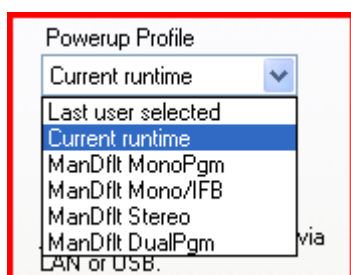 Powerup Profile
Current runtime
Last user selected
Current runtime
ManDflt MonoPgm
ManDflt Mono/IFB
ManDflt Stereo
ManDflt DualPgm
via
LAN or USB.